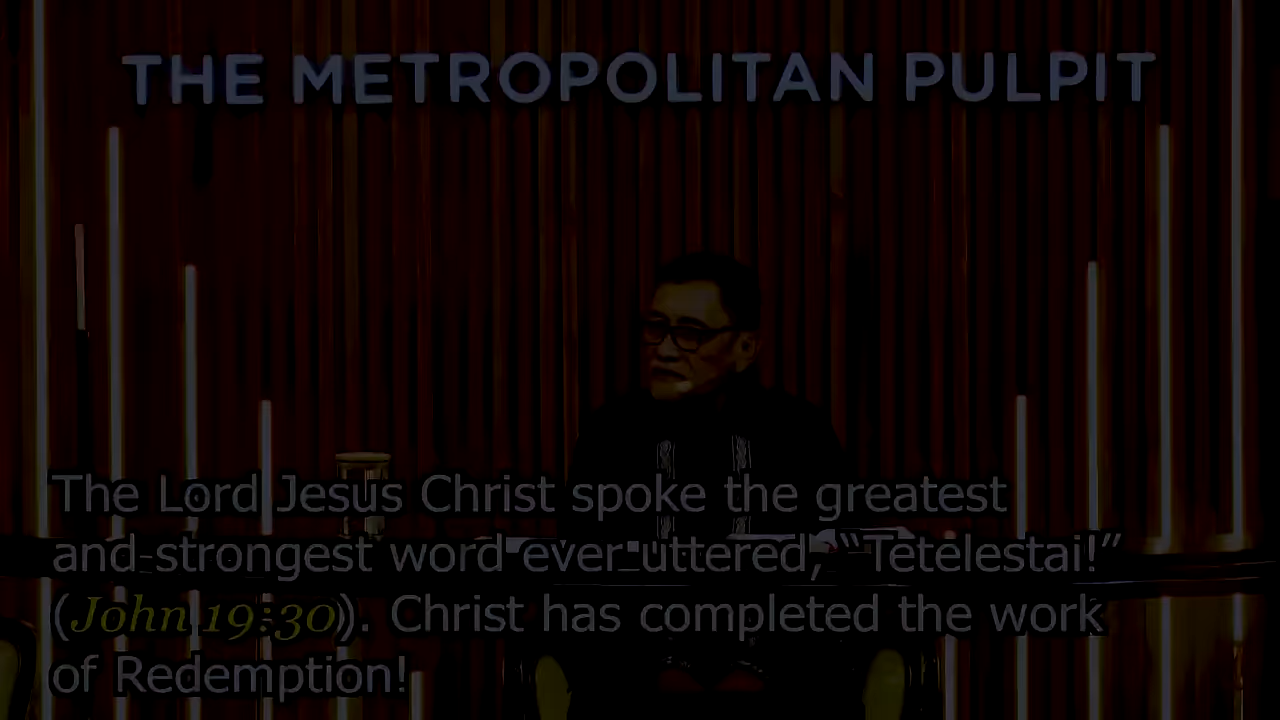 THE METROPOLITAN PULPIT
The Lord Jesus Christ spoke the greatest
and strongest word ever uttered, “Tetelestai!”
(John 19:30). Christ has completed the work
of Redemption!